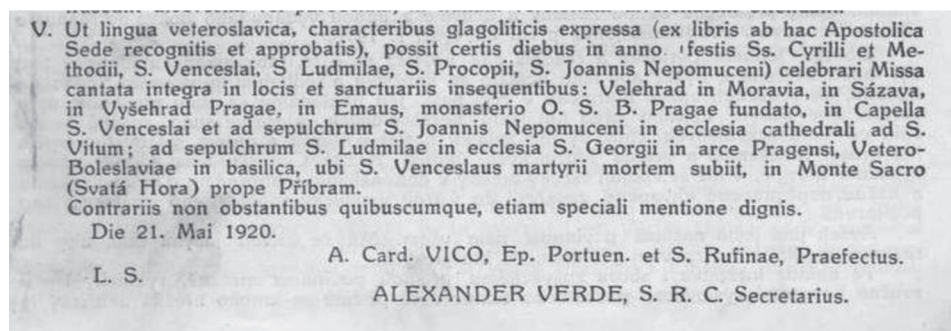 V. Ut lingua veteroslavica, characteribus glagoliticis expressa (ex libris ab hac Apostolica
Sede recognitis et approbatis), possit certis diebus in anno festis Ss. Cyrilli et Me-
thodii, S. Venceslai, S Ludmilae, S. Procopii, S. Joannis Nepomuceni) celebrari Missa
cantata integra in locis et sanctuariis insequentibus: Velehrad in Moravia, in Sázava,
in Vyšehrad Pragae, in Emaus, monasterio O. S. B. Pragae fundato, in Capella
S. Venceslai et ad sepulchrum S. Joannis Nepomuceni in ecclesia cathedrali ad S.
Vitum; ad sepulchrum S. Ludmilae in ecclesia S. Georgii in arce Pragensi, Vetero-
Boleslaviae in basilica, ubi S. Venceslaus martyrii mortem subiit, in Monte Sacro
(Svatá Hora) prope Příbram.
Contrariis non obstantibus quibuscumque, etiam speciali mentione dignis.
Die 21. Mai 1920.
A. Card. VICO, Ep. Portuen. et S. Rufinae, Praefectus.
L. S.
ALEXANDER VERDE, S. R. C. Secretarius.